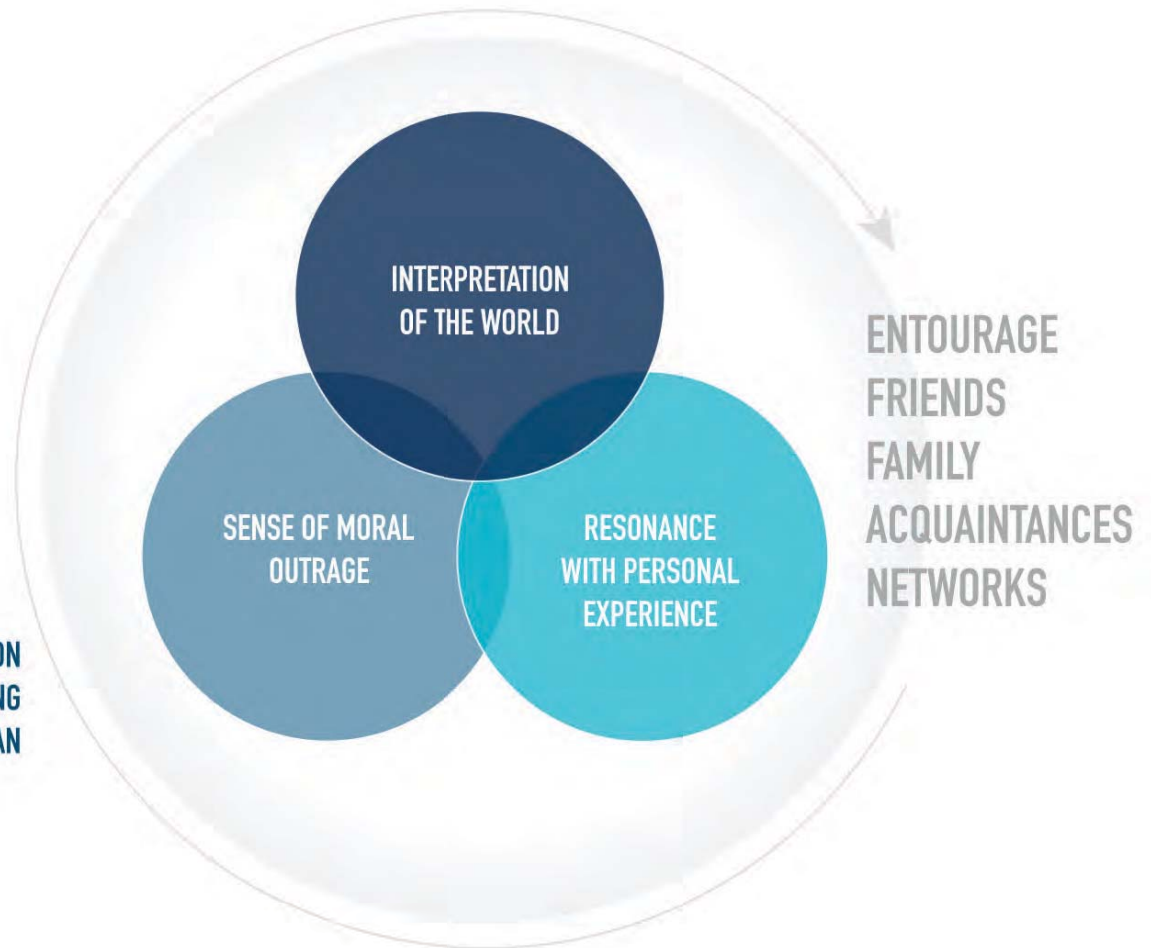 INTERPRETATION
OF THE WORLD
SENSE OF MORAL
OUTRAGE
RESONANCE
WITH PERSONAL
EXPERIENCE
ENTOURAGE
FRIENDS
FAMILY
ACQUAINTANCES
NETWORKS